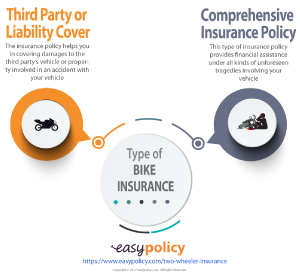 Third Party or
Liability Cover
The insurance policy helps you
in covering damages to the
third party's vehicle or proper-
ty involved in an accident with
your vehicle
Comprehensive
Insurance Policy
This type of insurance policy
provides financial assistance
under all kinds of unforeseen
tragedies involving your
vehicle
Type of
BIKE
INSURANCE
easypolicy
https://www.easypolicy.com/two-wheeler-insurance
Copyright © 2017 easypolicy.com. All Rights Reserved